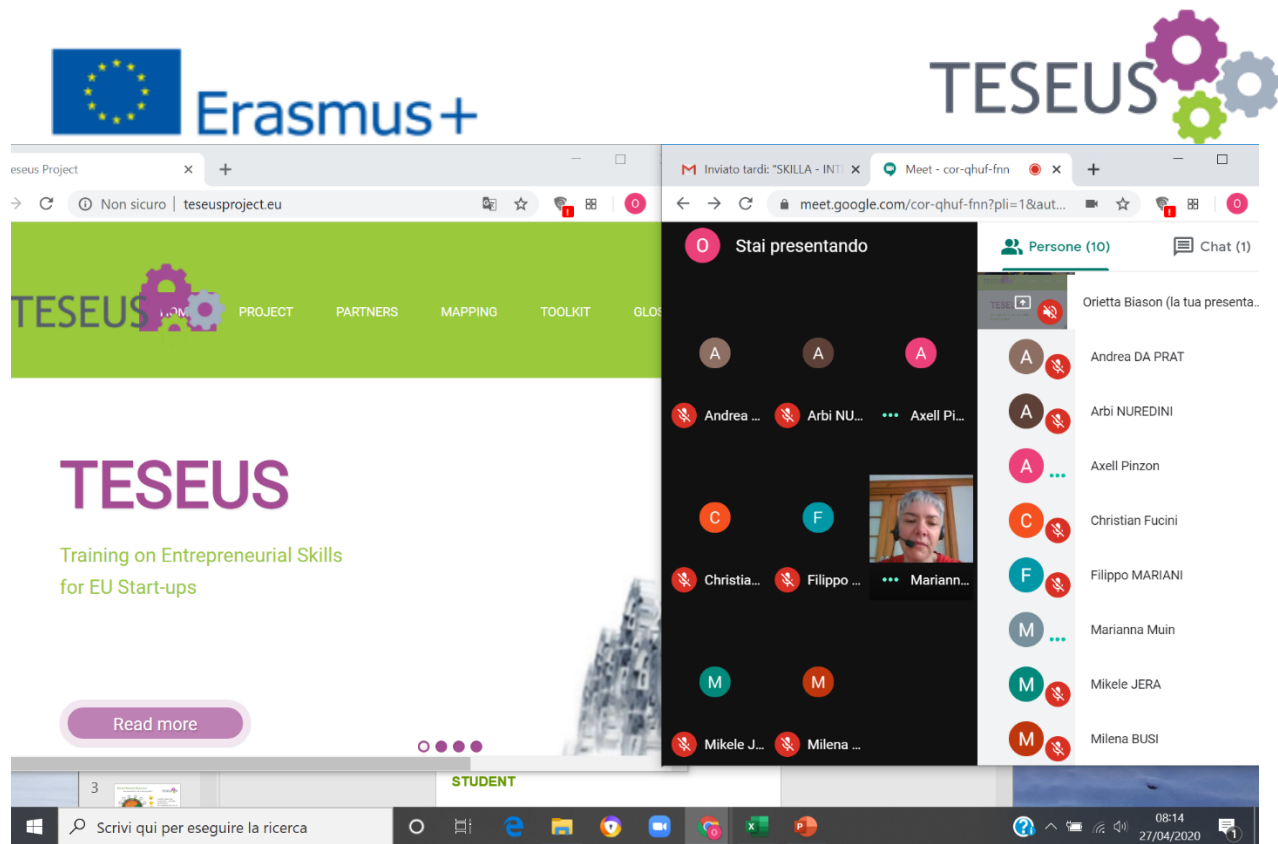 Erasmus+
TESEUS
eseus Project
Non sicuro | teseusproject.eu
TESEUS
PROJECT
PARTNERS
MAPPING
TOOLKIT
GLOS
TESEUS
Training on Entrepreneurial Skills
for EU Start-ups
Read more
Inviato tardi: "SKILLA - INT
Meet - cor-qhuf-fnn
meet.google.com/cor-qhuf-fnn?pli=1&aut...
O
O
O Stai presentando
Persone (10)
Chat (1)
A A A
Andrea ... Arbi NU... Axell Pi...
C F
Christia... Filippo ... Mariann...
M M
Mikele J... Milena ...
Orietta Biason (la tua presenta..
A Andrea DA PRAT
A Arbi NUREDINI
A Axell Pinzon
C Christian Fucini
F Filippo MARIANI
M Marianna Muin
M Mikele JERA
M Milena BUSI
3
STUDENT
Scrivi qui per eseguire la ricerca
08:14
27/04/2020
1